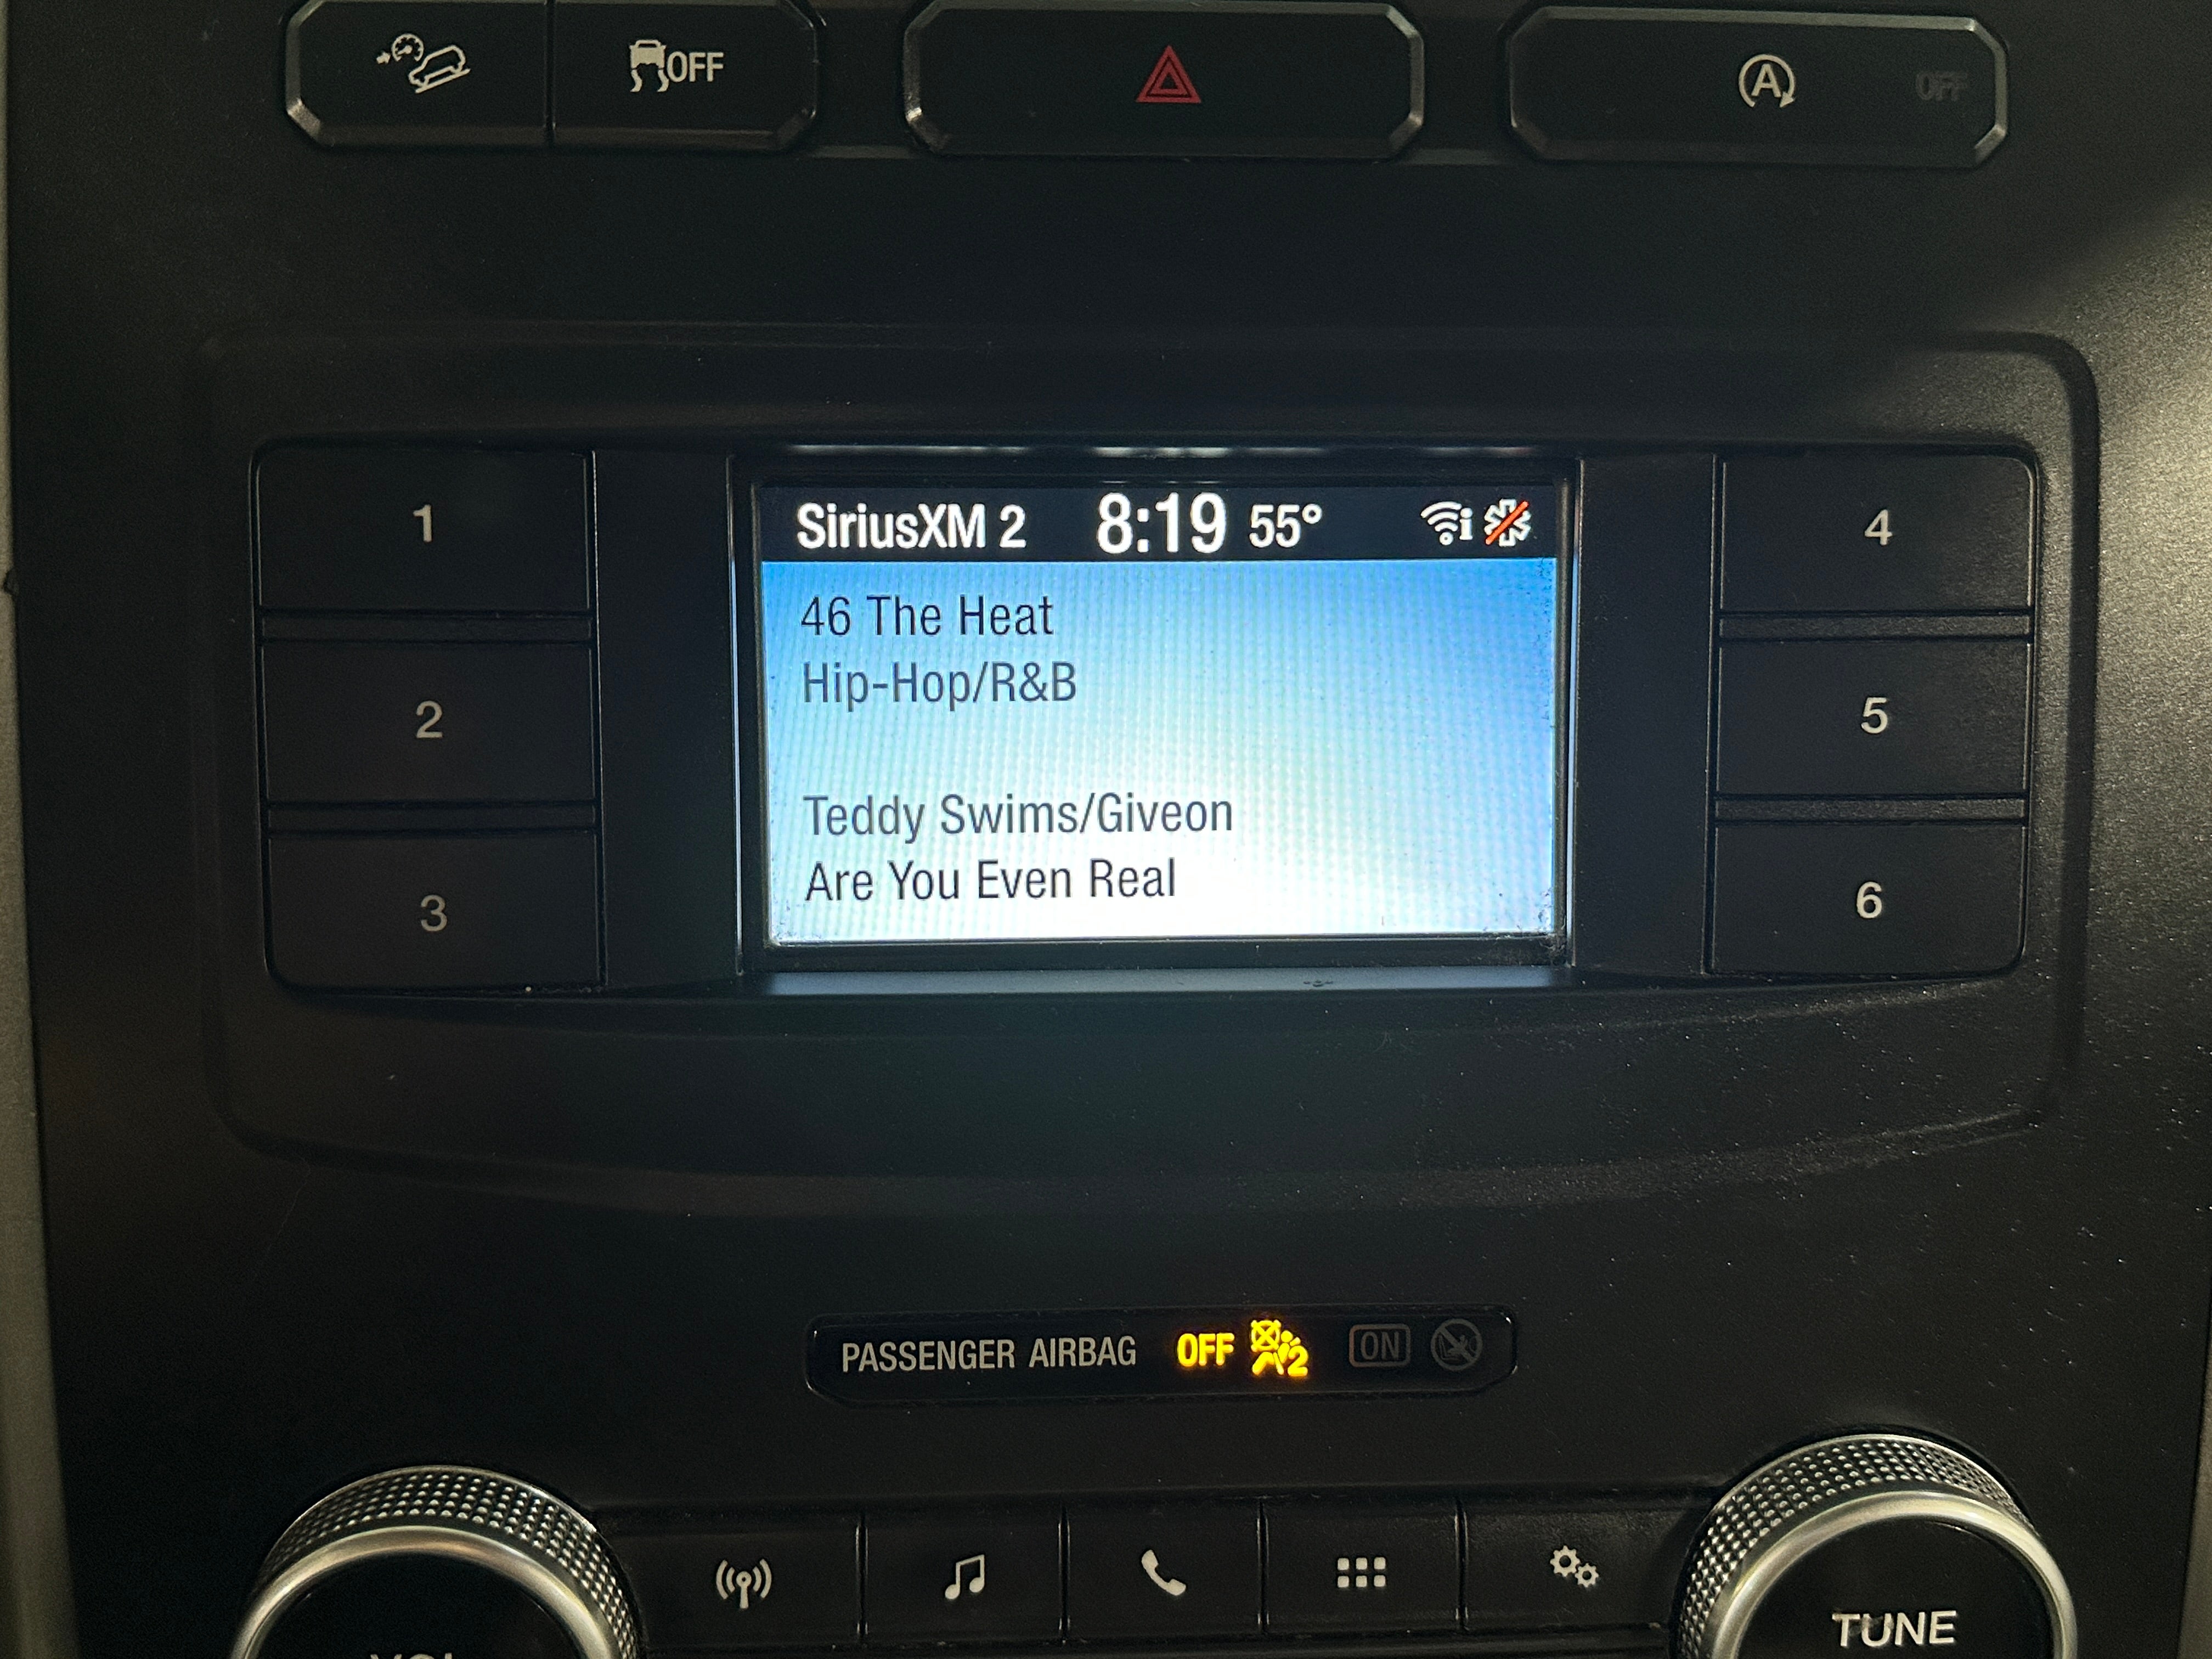 OFF
A
OFF
SiriusXM 2 8:19 55° i
46 The Heat
Hip-Hop/R&B
Teddy Swims/Giveon
Are You Even Real
1
2
3
4
5
6
PASSENGER AIRBAG OFF 2 ON
TUNE